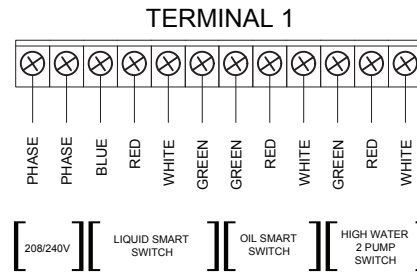 TERMINAL 1
PHASE
PHASE
BLUE
RED
WHITE
GREEN
GREEN
RED
WHITE
GREEN
RED
WHITE
208/240V
LIQUID SMART
SWITCH
OIL SMART
SWITCH
HIGH WATER
2 PUMP
SWITCH